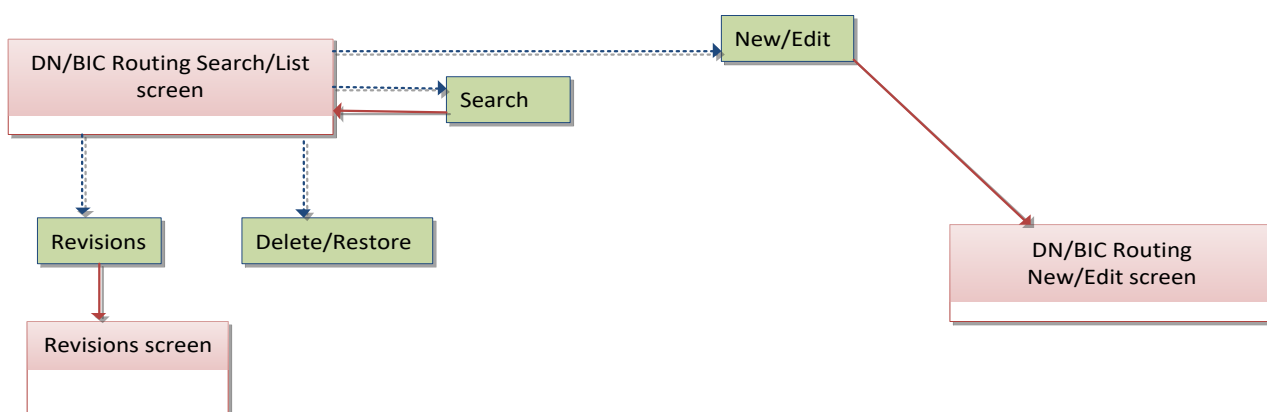 New/Edit
DN/BIC Routing Search/List
screen
Search
Revisions
Delete/Restore
DN/BIC Routing
New/Edit screen
Revisions screen